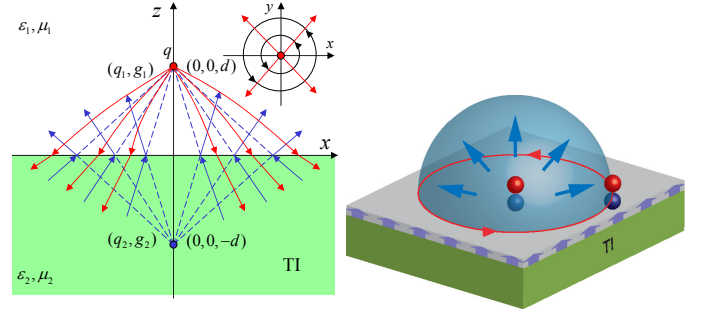 z
y
ε₁, μ₁
q
x
(q₁, g₁)
(0, 0, d)
x
(q₂, g₂)
(0, 0, −d)
TI
ε₂, μ₂
TI